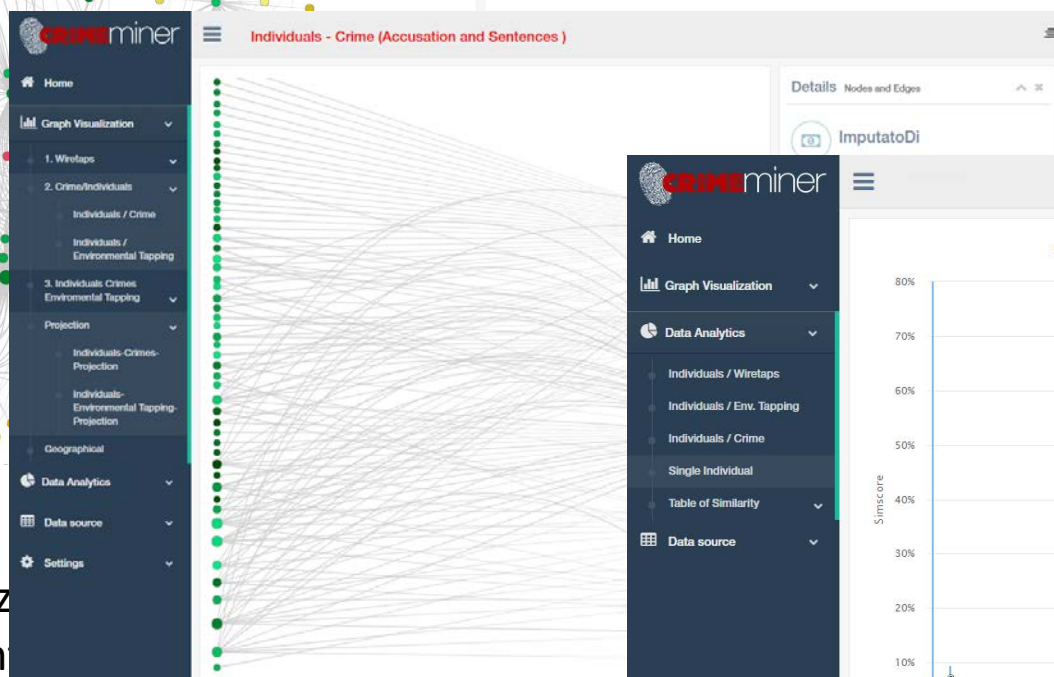 CRIMEminer
Individuals - Crime (Accusation and Sentences )
Home
Graph Visualization
1. Wiretaps
2. Crime/Individuals
Individuals / Crime
Individuals /
Environmental Tapping
3. Individuals Crimes
Enviromental Tapping
Projection
Individuals-Crimes-
Projection
Individuals-
Environmental Tapping-
Projection
Geographical
Data Analytics
Data source
Settings
Details Nodes and Edges
ImputatoDi
CRIMEminer
Home
Graph Visualization
Data Analytics
Individuals / Wiretaps
Individuals / Env. Tapping
Individuals / Crime
Single Individual
Table of Similarity
Data source
Simscore
80%
70%
60%
50%
40%
30%
20%
10%